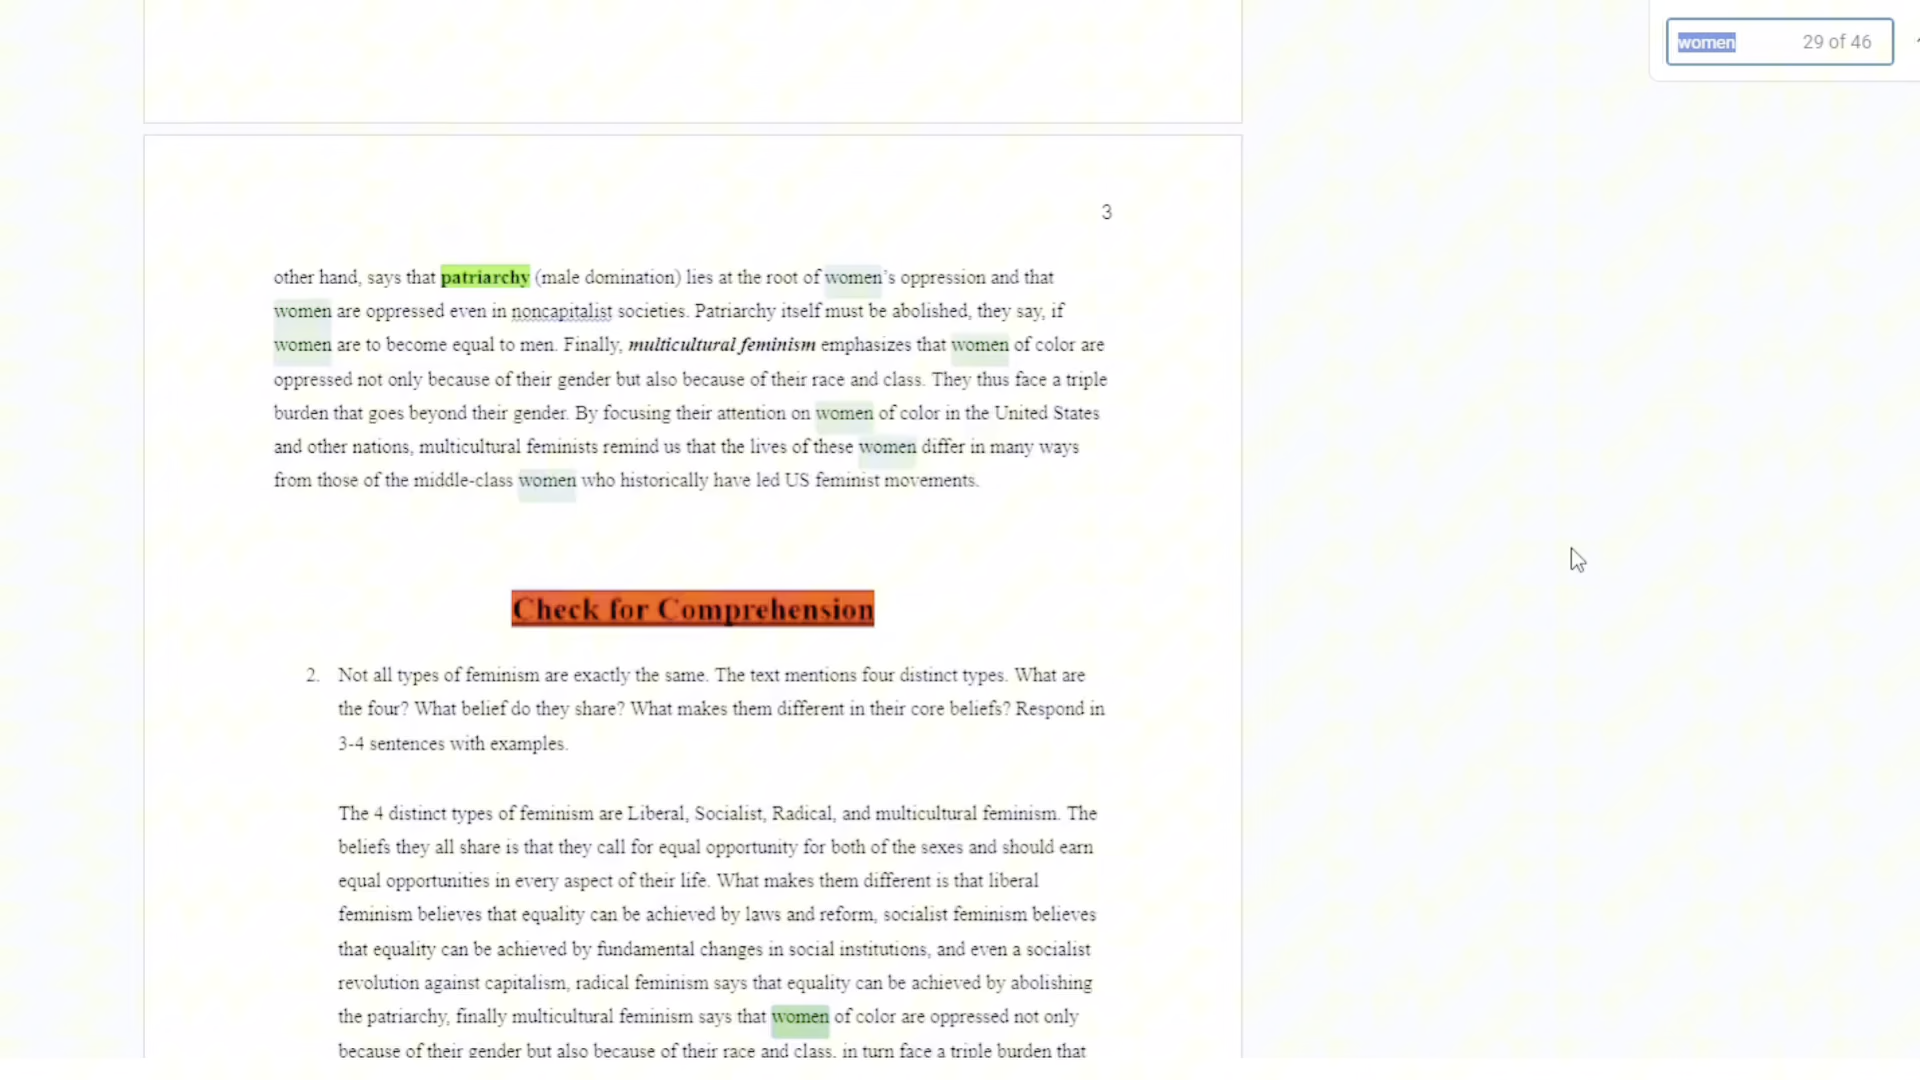 women 29 of 46
3
other hand, says that patriarchy (male domination) lies at the root of women's oppression and that
women are oppressed even in noncapitalist societies. Patriarchy itself must be abolished, they say, if
women are to become equal to men. Finally, multicultural feminism emphasizes that women of color are
oppressed not only because of their gender but also because of their race and class. They thus face a triple
burden that goes beyond their gender. By focusing their attention on women of color in the United States
and other nations, multicultural feminists remind us that the lives of these women differ in many ways
from those of the middle-class women who historically have led US feminist movements.
Check for Comprehension
2. Not all types of feminism are exactly the same. The text mentions four distinct types. What are
the four? What belief do they share? What makes them different in their core beliefs? Respond in
3-4 sentences with examples.
The 4 distinct types of feminism are Liberal, Socialist, Radical, and multicultural feminism. The
beliefs they all share is that they call for equal opportunity for both of the sexes and should earn
equal opportunities in every aspect of their life. What makes them different is that liberal
feminism believes that equality can be achieved by laws and reform, socialist feminism believes
that equality can be achieved by fundamental changes in social institutions, and even a socialist
revolution against capitalism, radical feminism says that equality can be achieved by abolishing
the patriarchy, finally multicultural feminism says that women of color are oppressed not only
because of their gender but also because of their race and class, in turn face a triple burden that